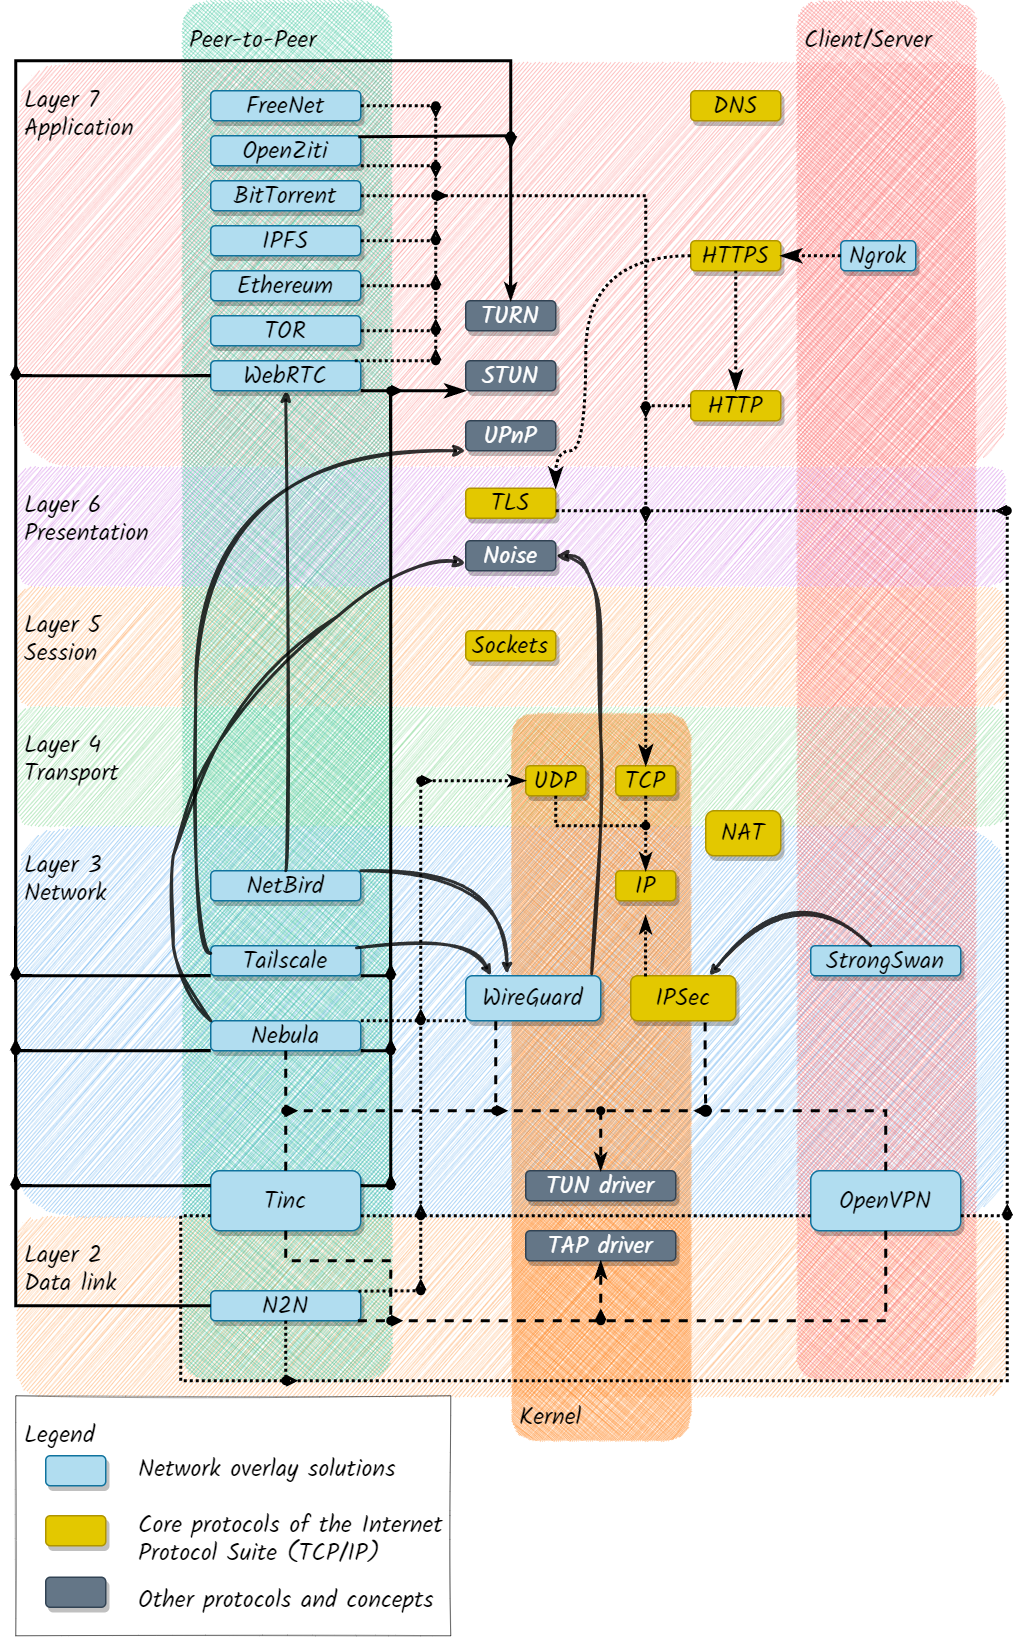 Peer-to-Peer
Client/Server
Layer 7
Application
FreeNet
DNS
OpenZiti
BitTorrent
IPFS
HTTPS
Ngrok
Ethereum
TURN
TOR
WebRTC
STUN
HTTP
UPnP
Layer 6
Presentation
TLS
Noise
Layer 5
Session
Sockets
Layer 4
Transport
UDP
TCP
NAT
Layer 3
Network
NetBird
IP
Tailscale
StrongSwan
WireGuard
IPSec
Nebula
Tinc
TUN driver
OpenVPN
TAP driver
Layer 2
Data link
N2N
Kernel
Legend
Network overlay solutions
Core protocols of the Internet
Protocol Suite (TCP/IP)
Other protocols and concepts